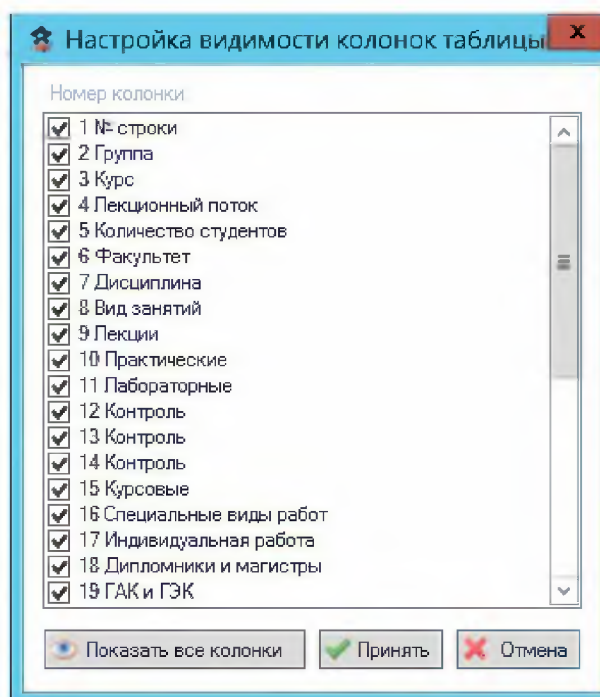 Настройка видимости колонок таблицы x
Номер колонки
1 № строки
2 Группа
3 Курс
4 Лекционный поток
5 Количество студентов
6 Факультет
7 Дисциплина
8 Вид занятий
9 Лекции
10 Практические
11 Лабораторные
12 Контроль
13 Контроль
14 Контроль
15 Курсовые
16 Специальные виды работ
17 Индивидуальная работа
18 Дипломники и магистры
19 ГАК и ГЭК
Показать все колонки Принять Отмена